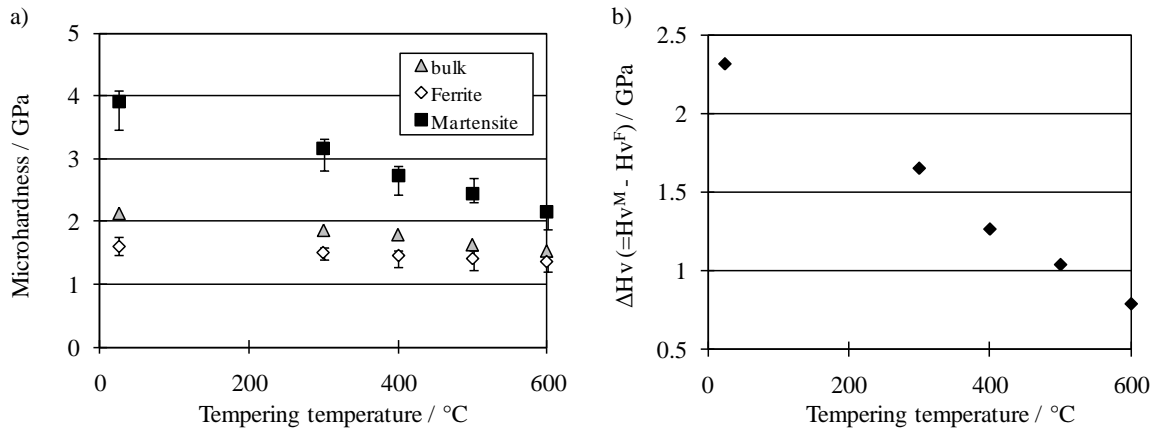 a)
5
4
3
2
1
0
0
200
400
600
Microhardness / GPa
Tempering temperature / °C
bulk
Ferrite
Martensite
b)
2.5
2
1.5
1
0.5
0
200
400
600
ΔHv (=Hv^M - Hv^F) / GPa
Tempering temperature / °C